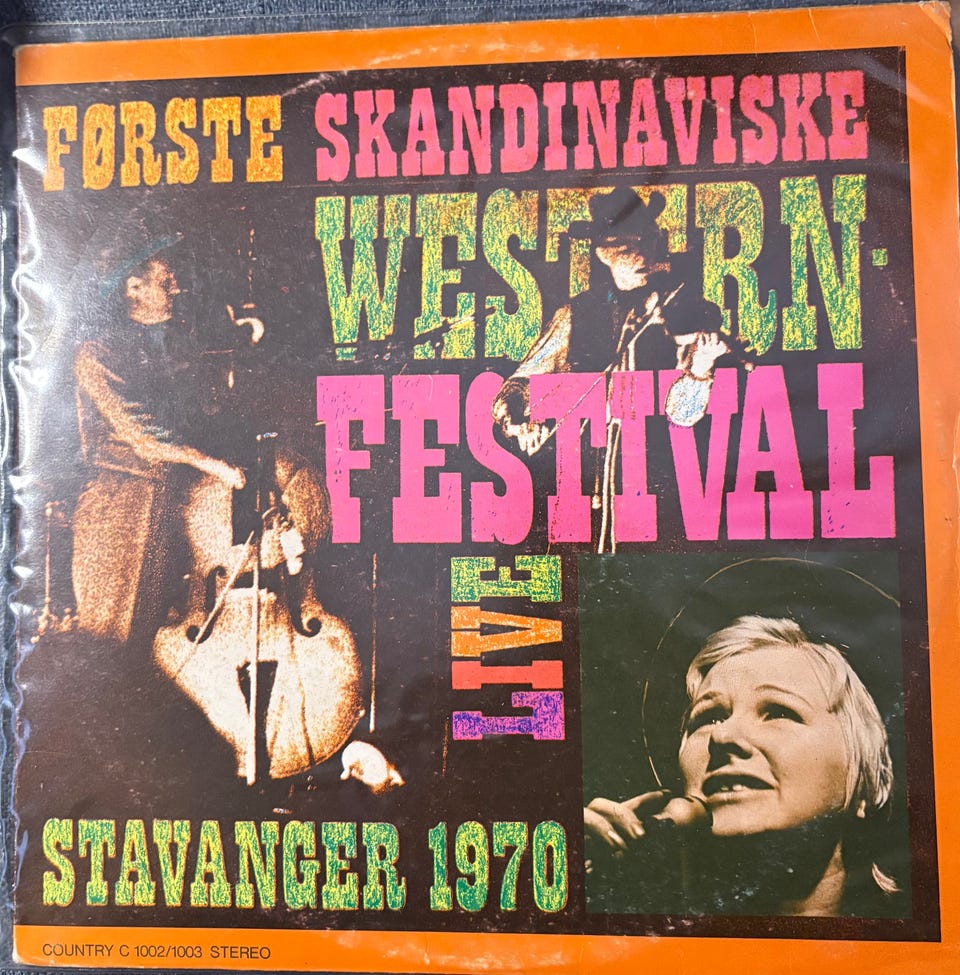 FØRSTE SKANDINAVISKE
WESTERN-
FESTIVAL
LIVE
STAVANGER 1970
COUNTRY C 1002/1003 STEREO